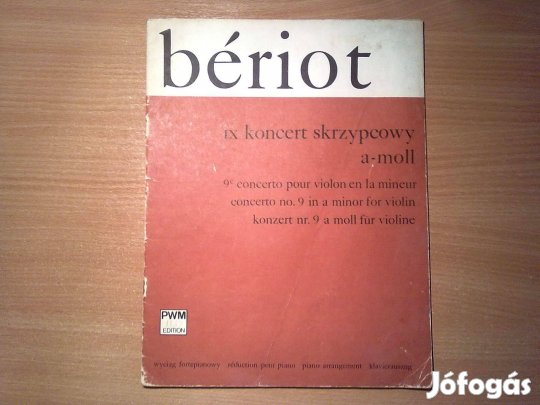 bériot
ix koncert skrzypcowy
a-moll
9e concerto pour violon en la mineur
concerto no. 9 in a minor for violin
konzert nr. 9 a moll für violine
PWM
EDITION
wyciąg fortepianowy réduction pour piano piano arrangement klavierauszug
Jófogás